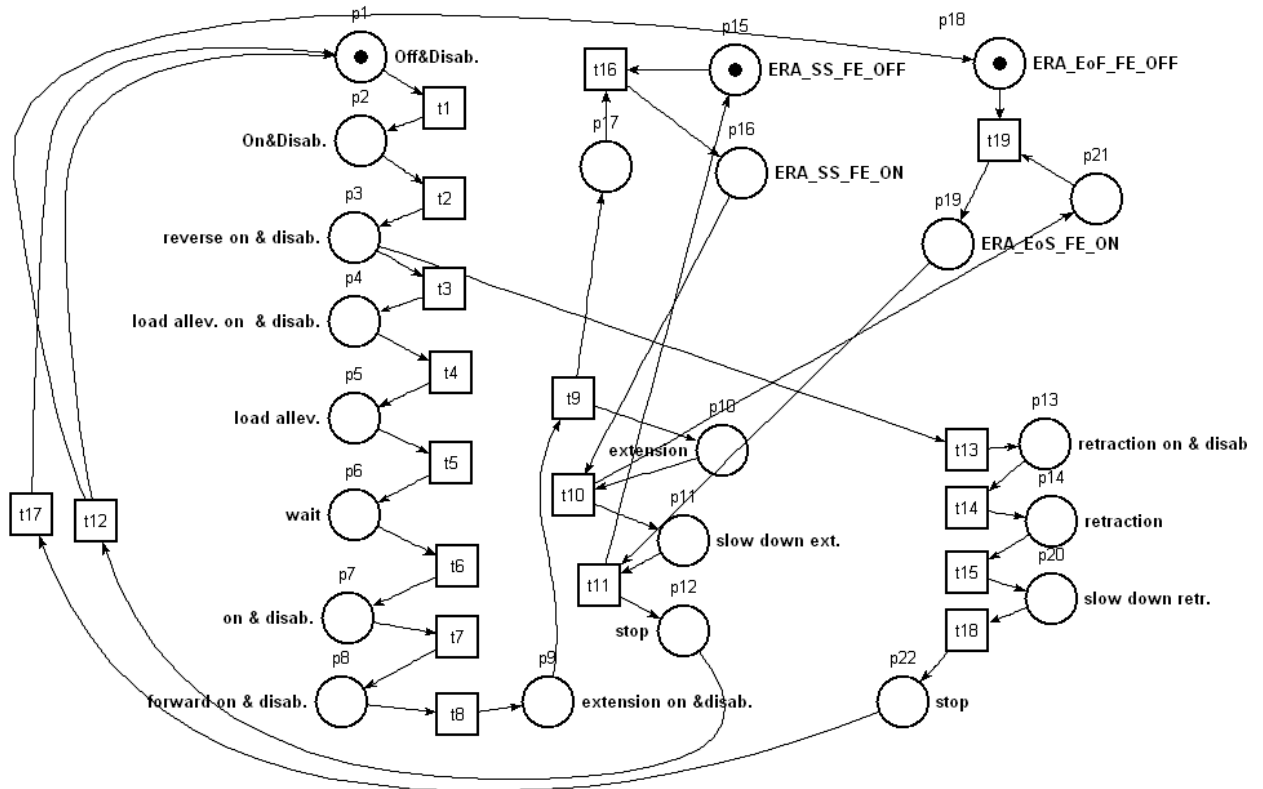 p1
Off&Disab.
t1
p2
On&Disab.
t2
p3
reverse on & disab.
t3
p4
load allev. on & disab.
t4
p5
load allev.
t5
p6
wait
t6
p7
on & disab.
t7
p8
forward on & disab.
t8
p9
extension on &disab.
t17
t12
p15
ERA_SS_FE_OFF
t16
p17
p16
ERA_SS_FE_ON
t9
p10
extension
t10
p11
slow down ext.
t11
p12
stop
p18
ERA_EoF_FE_OFF
t19
p21
p19
ERA_EoS_FE_ON
p13
t13
retraction on & disab
p14
t14
retraction
p20
t15
slow down retr.
t18
p22
stop